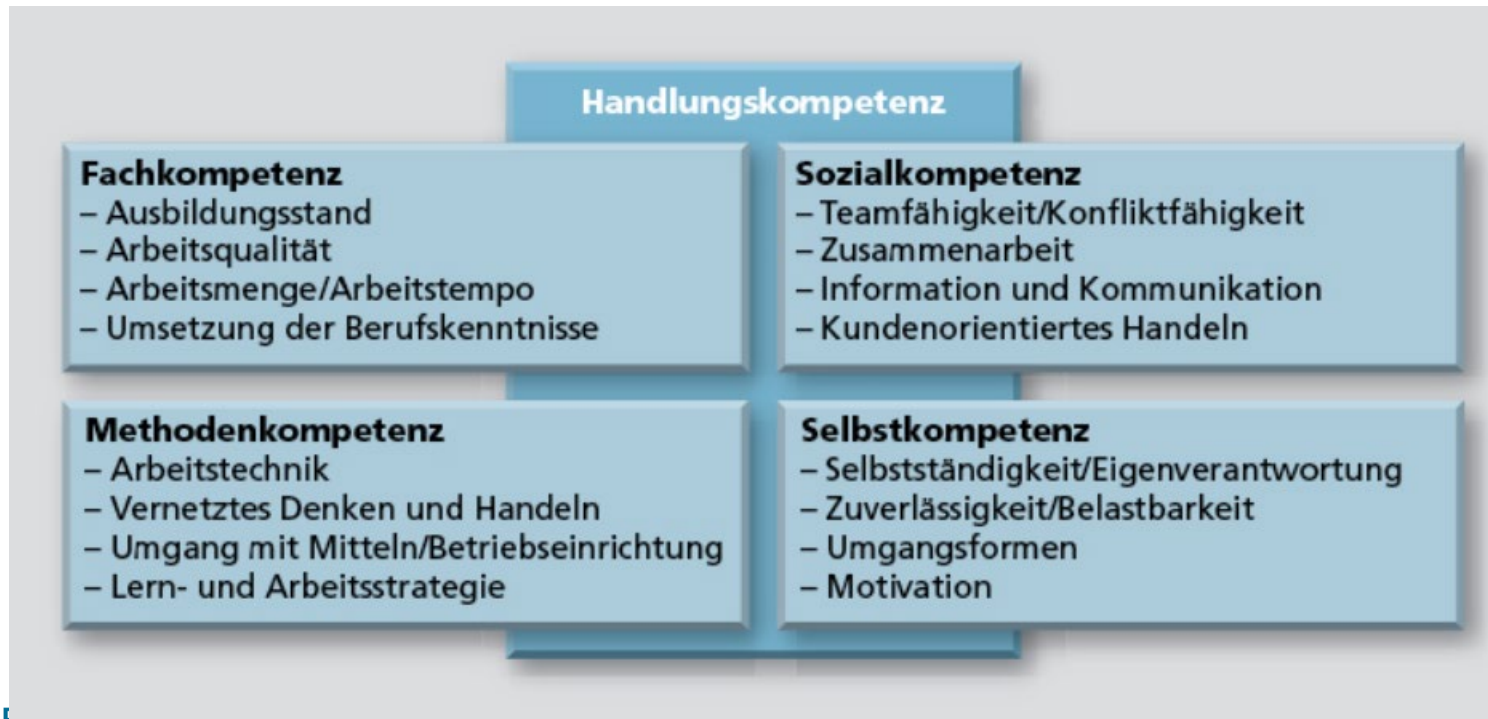 Handlungskompetenz
Fachkompetenz
– Ausbildungsstand
– Arbeitsqualität
– Arbeitsmenge/Arbeitstempo
– Umsetzung der Berufskenntnisse
Sozialkompetenz
– Teamfähigkeit/Konfliktfähigkeit
– Zusammenarbeit
– Information und Kommunikation
– Kundenorientiertes Handeln
Methodenkompetenz
– Arbeitstechnik
– Vernetztes Denken und Handeln
– Umgang mit Mitteln/Betriebseinrichtung
– Lern- und Arbeitsstrategie
Selbstkompetenz
– Selbstständigkeit/Eigenverantwortung
– Zuverlässigkeit/Belastbarkeit
– Umgangsformen
– Motivation